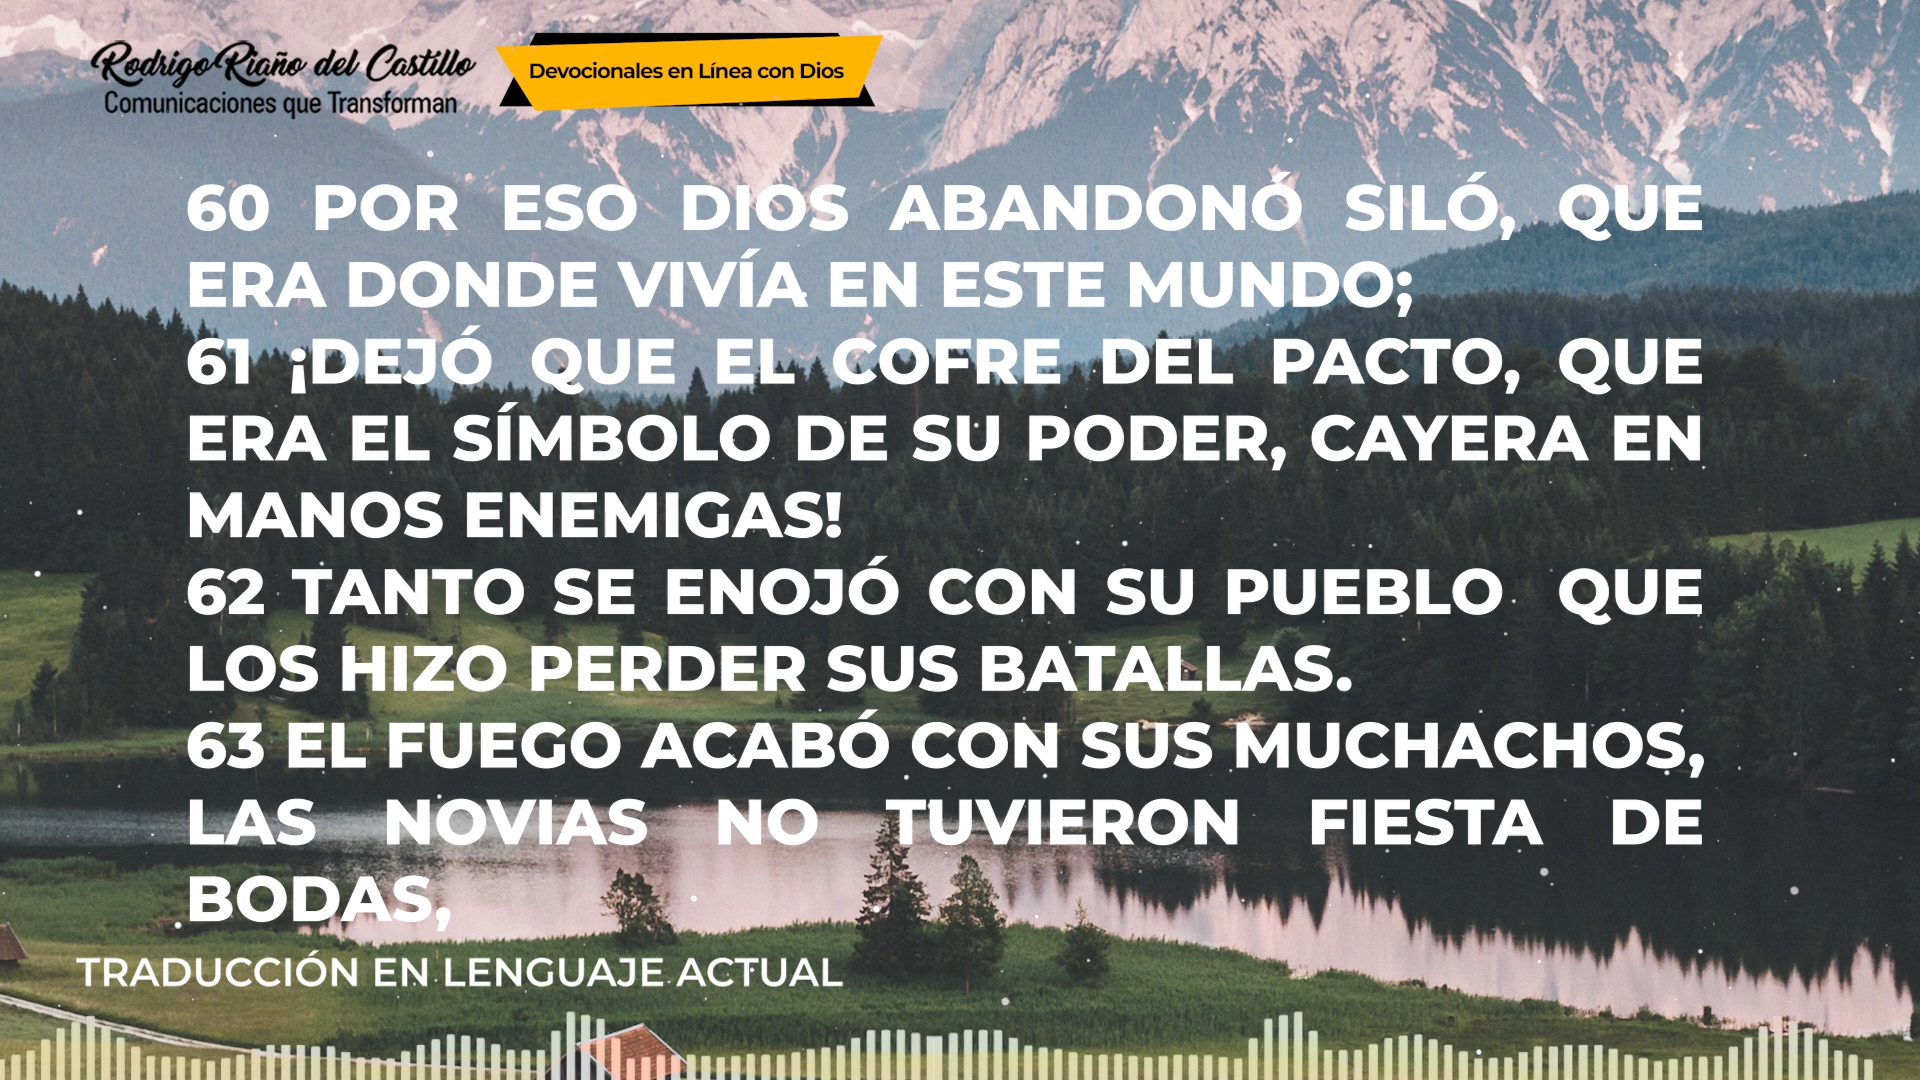 Rodrigo Riaño del Castillo
Comunicaciones que Transforman
Devocionales en Línea con Dios
60 POR ESO DIOS ABANDONÓ SILÓ, QUE
ERA DONDE VIVÍA EN ESTE MUNDO;
61 ¡DEJÓ QUE EL COFRE DEL PACTO, QUE
ERA EL SÍMBOLO DE SU PODER, CAYERA EN
MANOS ENEMIGAS!
62 TANTO SE ENOJÓ CON SU PUEBLO QUE
LOS HIZO PERDER SUS BATALLAS.
63 EL FUEGO ACABÓ CON SUS MUCHACHOS,
LAS NOVIAS NO TUVIERON FIESTA DE
BODAS,
TRADUCCIÓN EN LENGUAJE ACTUAL